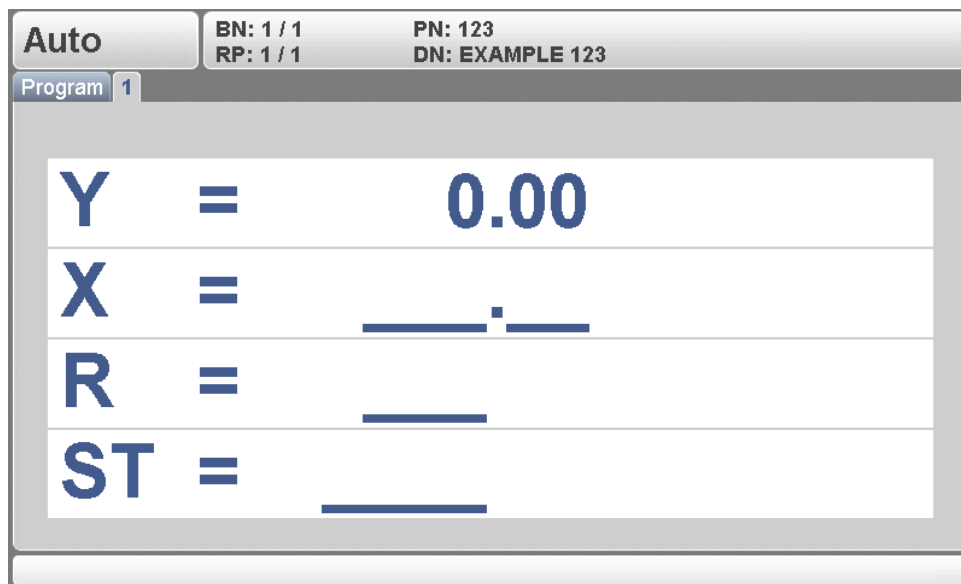 Auto
BN: 1 / 1 PN: 123
RP: 1 / 1 DN: EXAMPLE 123
Program 1
Y = 0.00
X = ___.__
R = ___
ST = ____